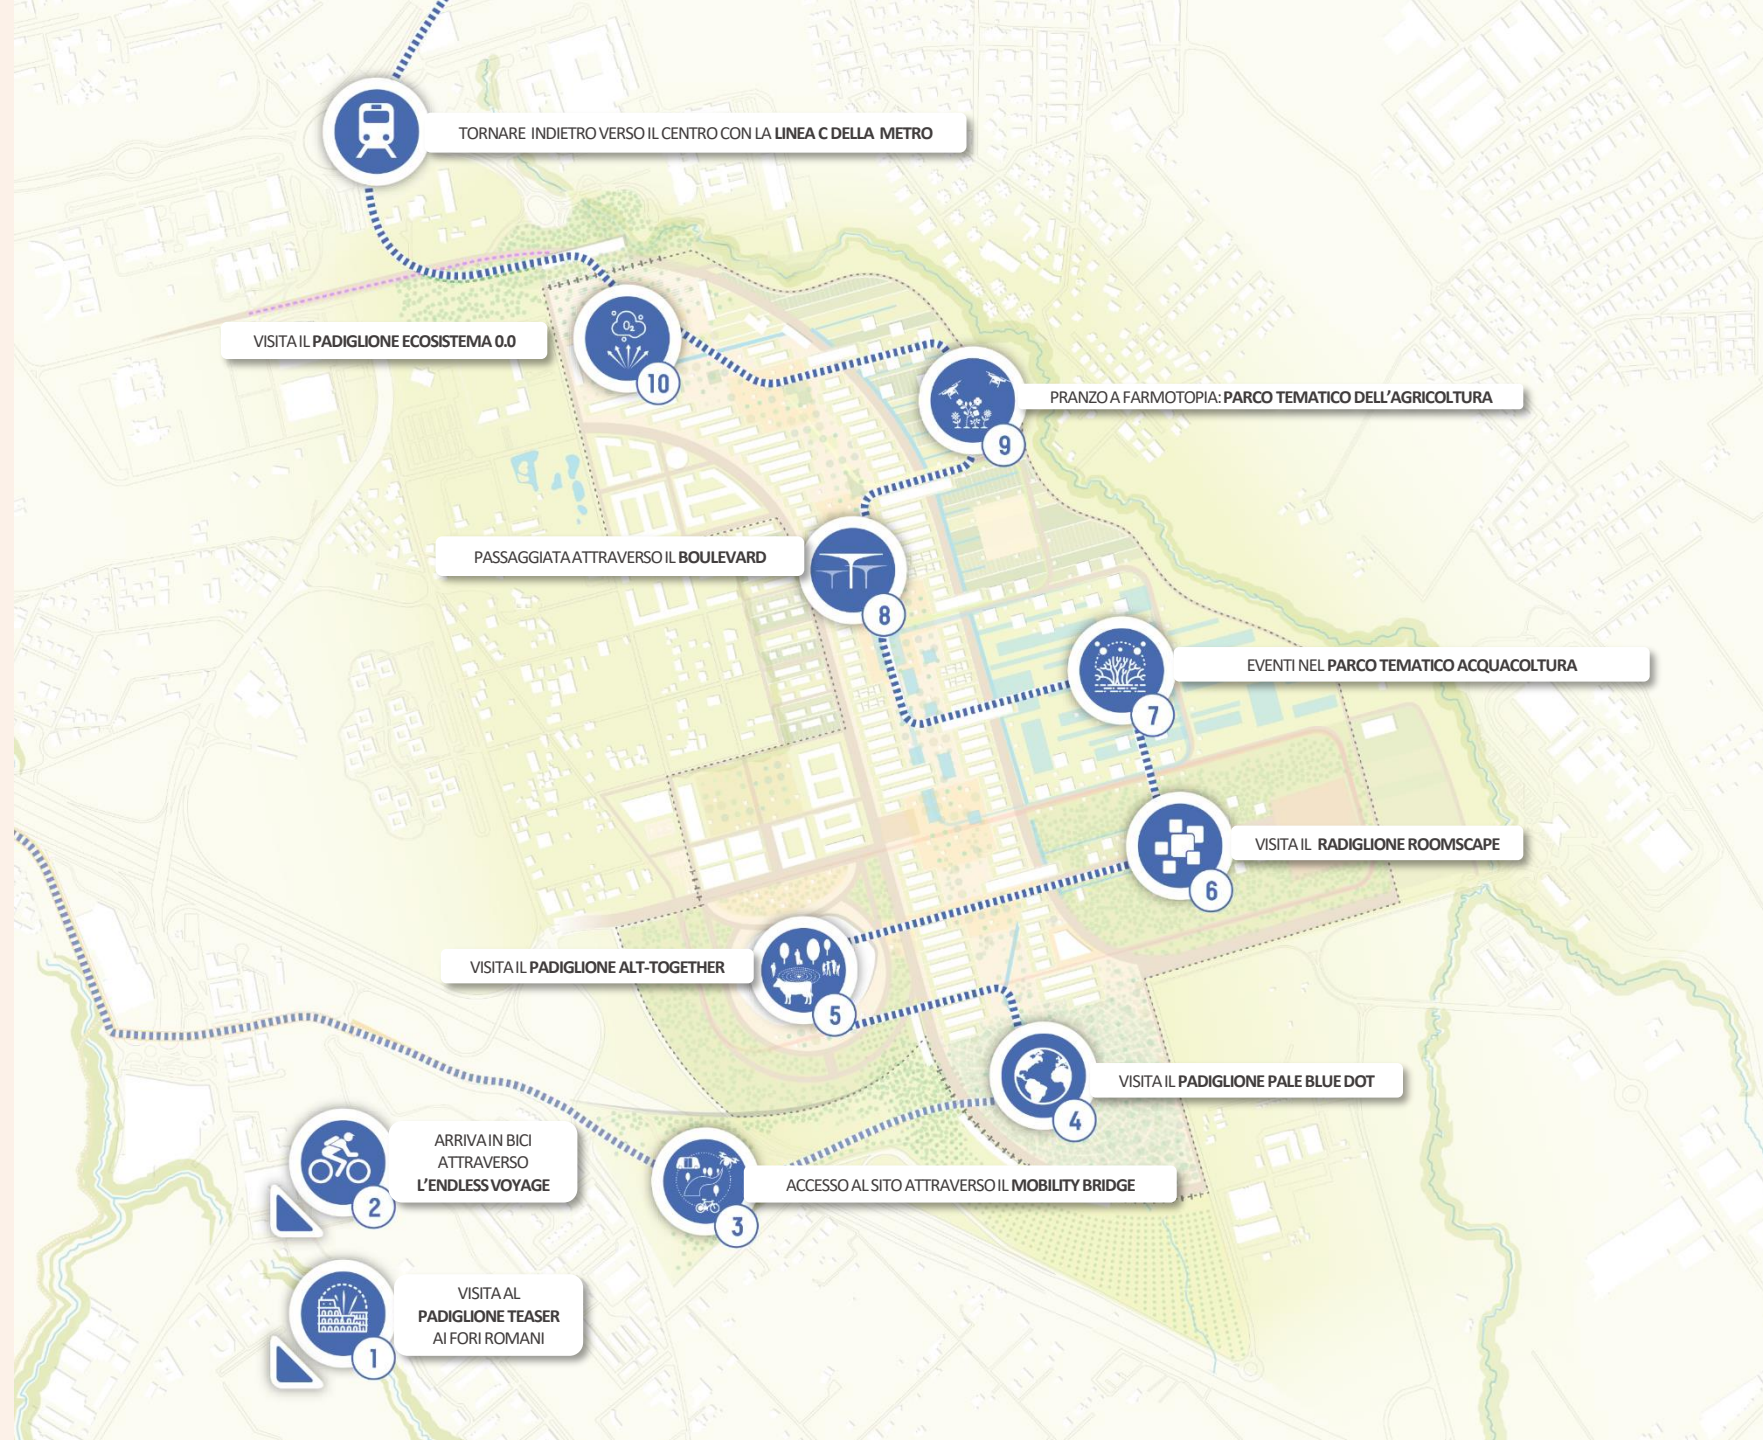 TORNARE INDIETRO VERSO IL CENTRO CON LA LINEA C DELLA METRO
VISITA IL PADIGLIONE ECOSISTEMA 0.0
O2
10
PRANZO A FARMOTOPIA: PARCO TEMATICO DELL'AGRICOLTURA
9
PASSAGGIATA ATTRAVERSO IL BOULEVARD
8
EVENTI NEL PARCO TEMATICO ACQUACOLTURA
7
VISITA IL RADIGLIONE ROOMSCAPE
6
VISITA IL PADIGLIONE ALT-TOGETHER
5
VISITA IL PADIGLIONE PALE BLUE DOT
4
ACCESSO AL SITO ATTRAVERSO IL MOBILITY BRIDGE
3
ARRIVA IN BICI
ATTRAVERSO
L'ENDLESS VOYAGE
2
VISITA AL
PADIGLIONE TEASER
AI FORI ROMANI
1